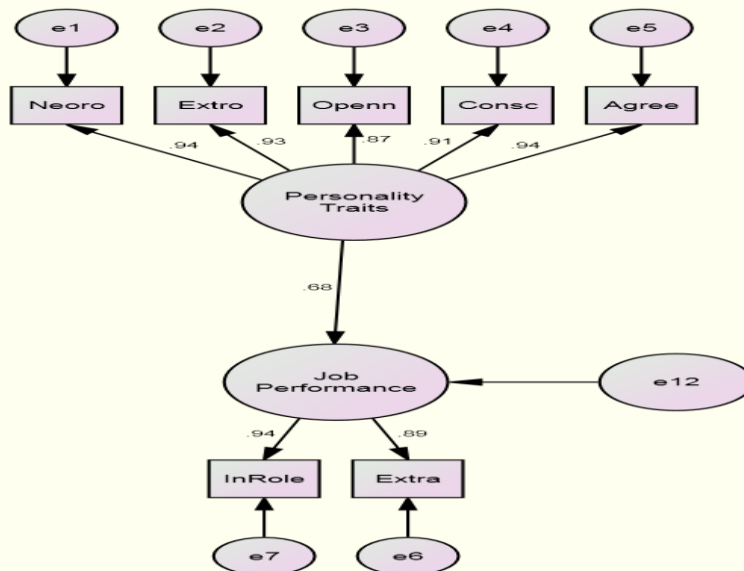 e1
e2
e3
e4
e5
Neoro
Extro
Openn
Consc
Agree
.94
.93
.87
.91
.94
Personality
Traits
.68
Job
Performance
e12
.94
.89
InRole
Extra
e7
e6